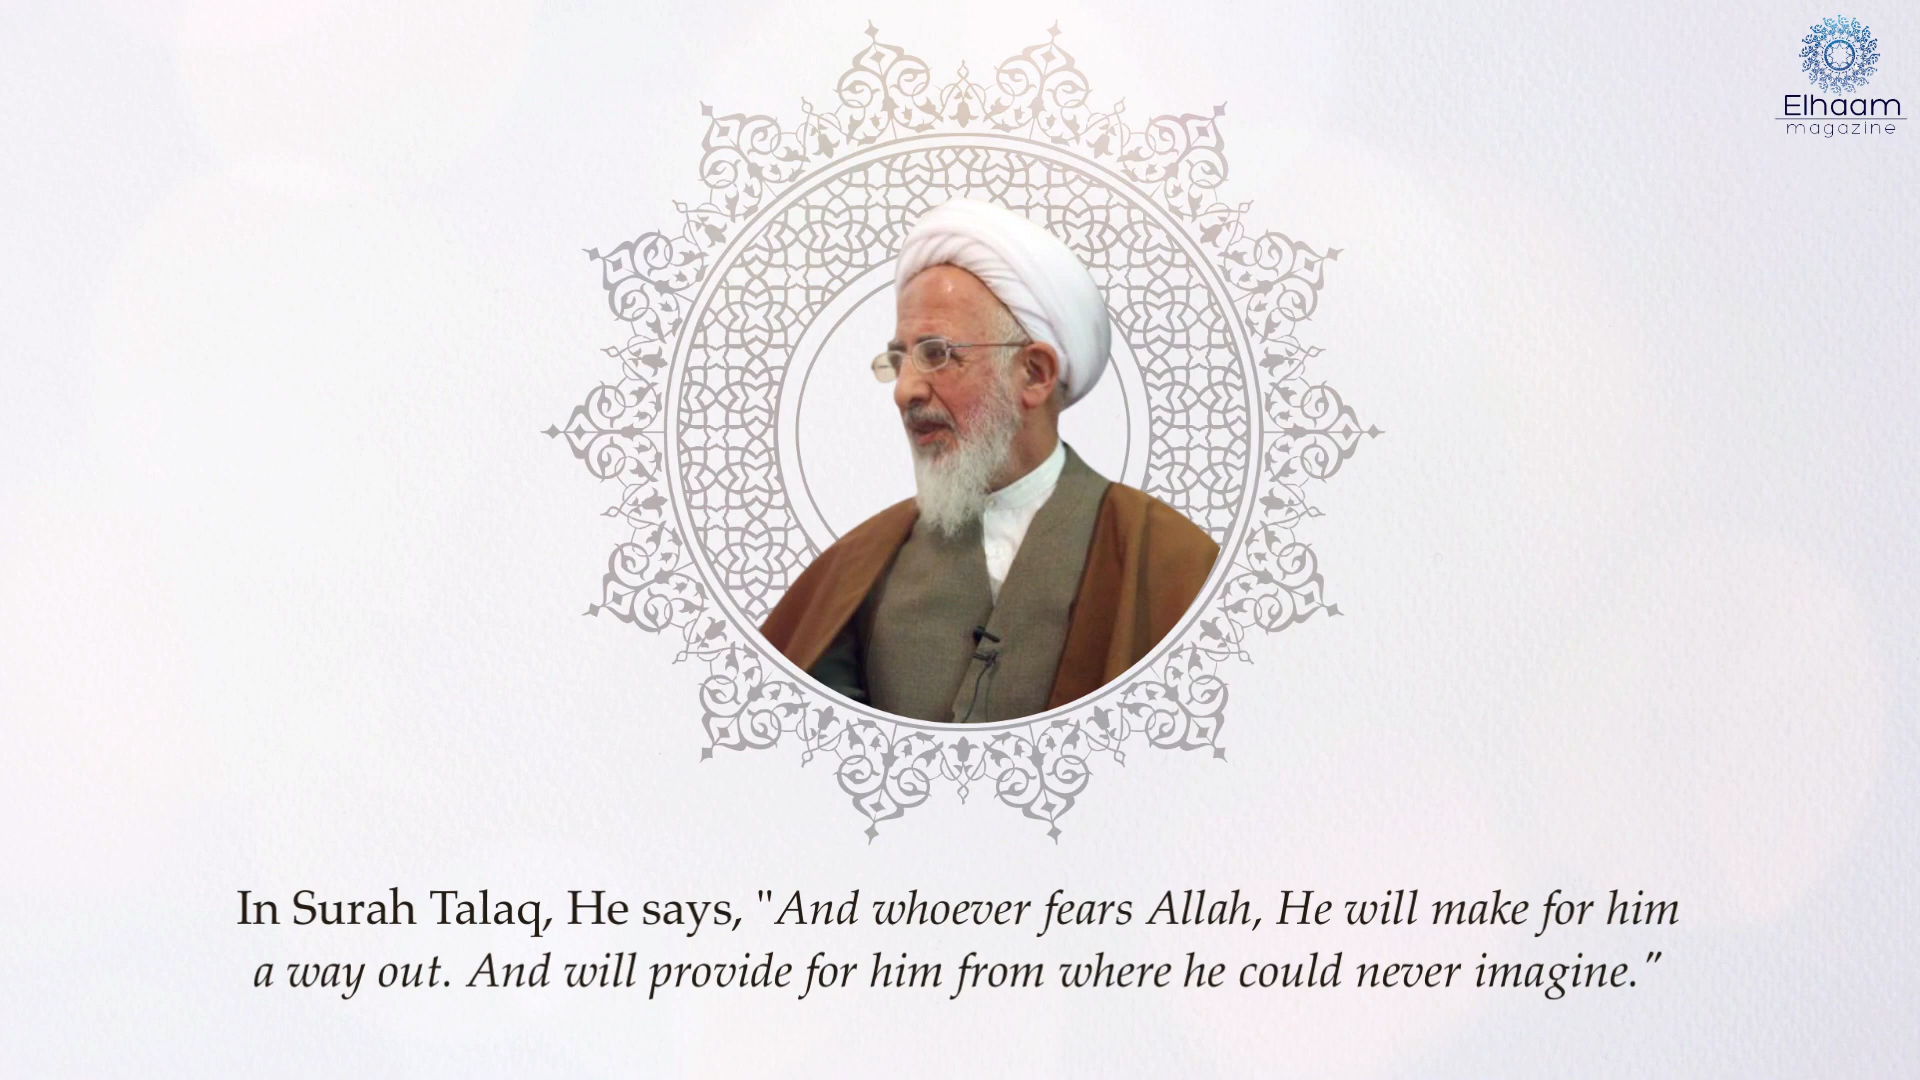 Elhaam
magazine
In Surah Talaq, He says, "And whoever fears Allah, He will make for him
a way out. And will provide for him from where he could never imagine."